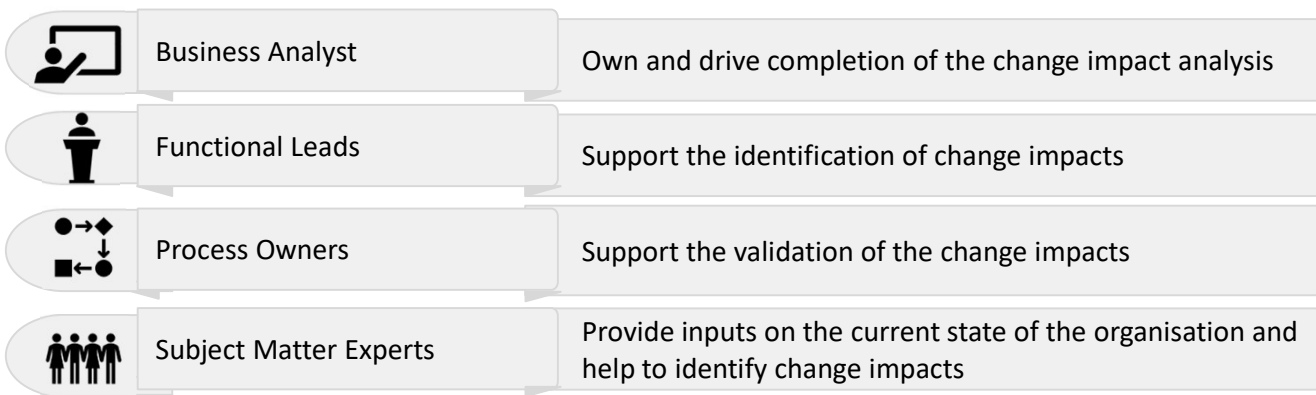 Business Analyst
Own and drive completion of the change impact analysis
Functional Leads
Support the identification of change impacts
Process Owners
Support the validation of the change impacts
Subject Matter Experts
Provide inputs on the current state of the organisation and
help to identify change impacts